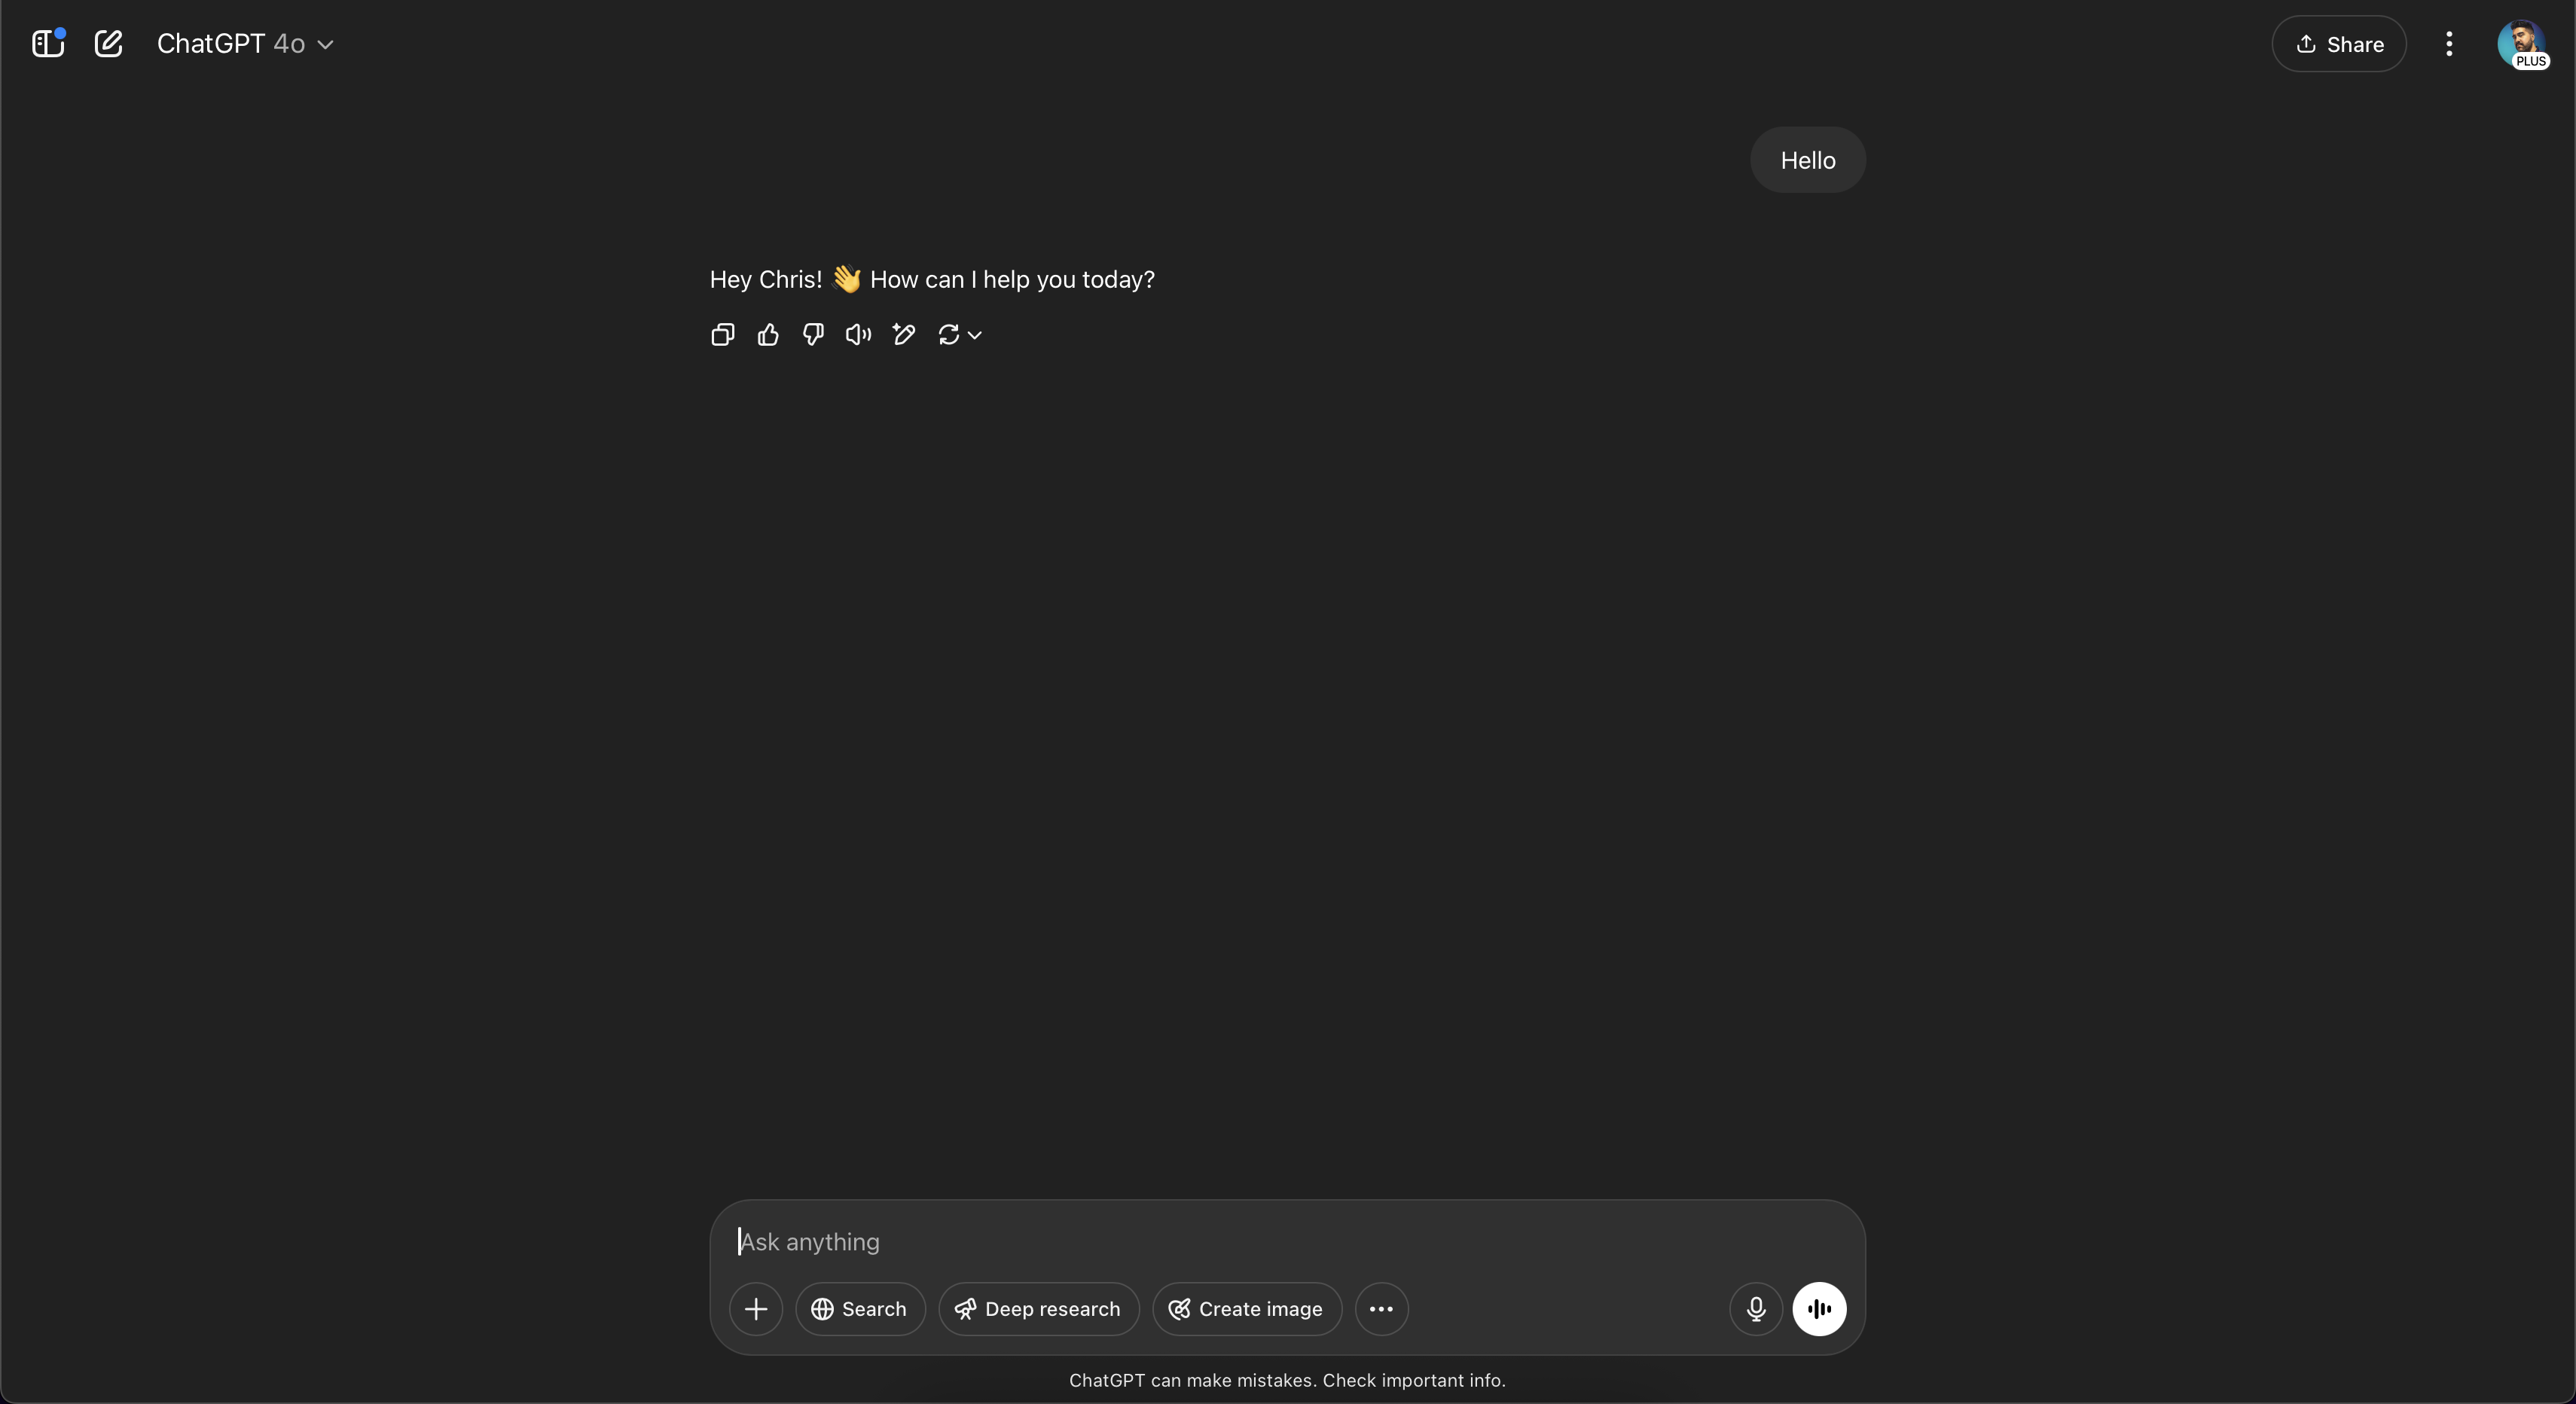 ChatGPT 4o
Share
PLUS
Hello
Hey Chris! 👋 How can I help you today?
Ask anything
Search
Deep research
Create image
ChatGPT can make mistakes. Check important info.